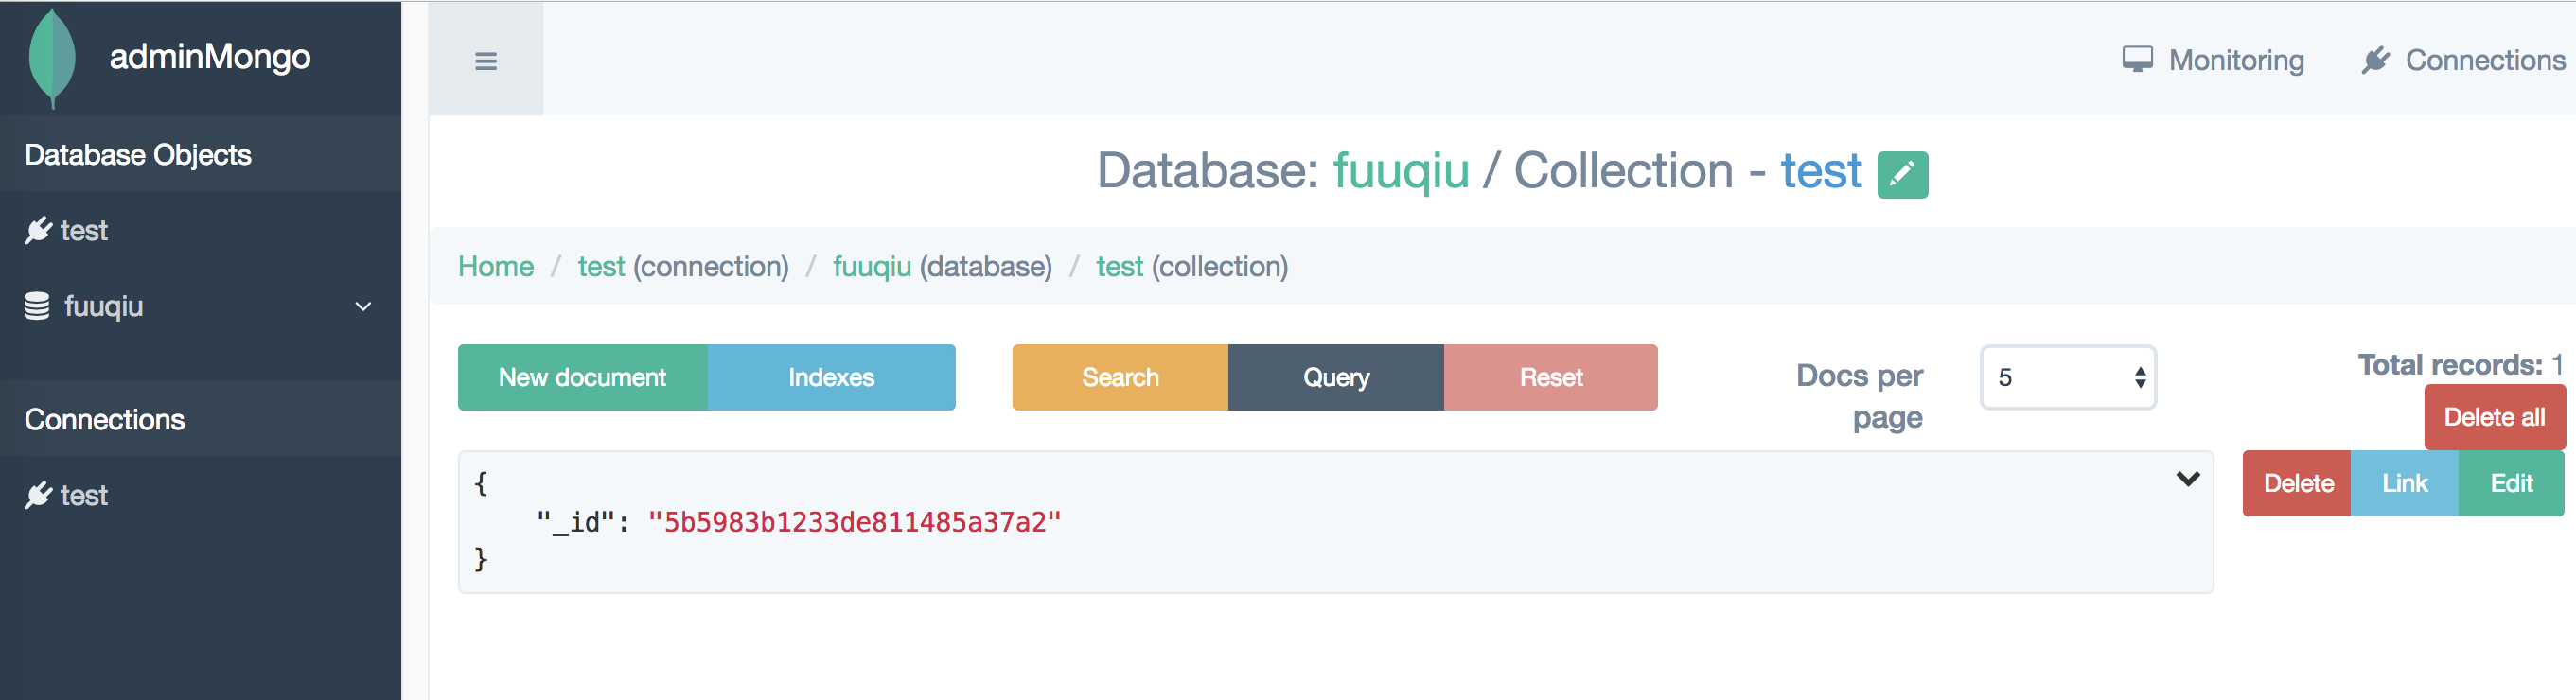 adminMongo
Database Objects
test
fuuqiu
Connections
test
Monitoring
Connections
Database: fuuqiu / Collection - test
Home / test (connection) / fuuqiu (database) / test (collection)
New document
Indexes
Search
Query
Reset
Docs per
page
5
Total records: 1
Delete all
{
"_id": "5b5983b1233de811485a37a2"
}
Delete
Link
Edit